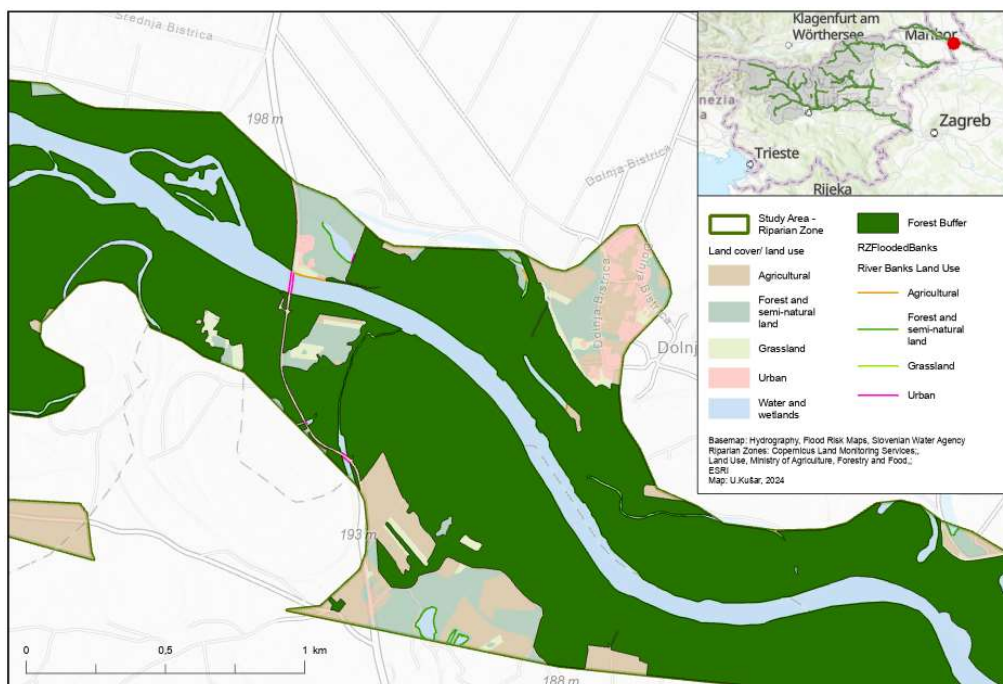 Srednja Bistrica
198 m
Dolnja Bistrica
Dolnja Bistrica
Dolnja Bistrica
Dolnj
193 m
188 m
0 0,5 1 km
Klagenfurt am
Wörthersee
Maribor
nezia
Zagreb
Trieste
Rijeka
Study Area -
Riparian Zone
Land cover/ land use
Agricultural
Forest and
semi-natural
land
Grassland
Urban
Water and
wetlands
Forest Buffer
RZFloodedBanks
River Banks Land Use
Agricultural
Forest and
semi-natural
land
Grassland
Urban
Basemap: Hydrography, Flood Risk Maps, Slovenian Water Agency
Riparian Zones: Copernicus Land Monitoring Services;,
Land Use, Ministry of Agriculture, Forestry and Food,;
ESRI
Map: U.Kušar, 2024